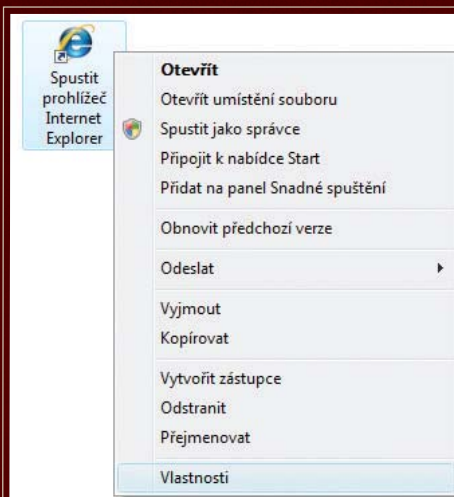 Spustit
prohlížeč
Internet
Explorer
Otevřít
Otevřít umístění souboru
Spustit jako správce
Připojit k nabídce Start
Přidat na panel Snadné spuštění
Obnovit předchozí verze
Odeslat
Vyjmout
Kopírovat
Vytvořit zástupce
Odstranit
Přejmenovat
Vlastnosti